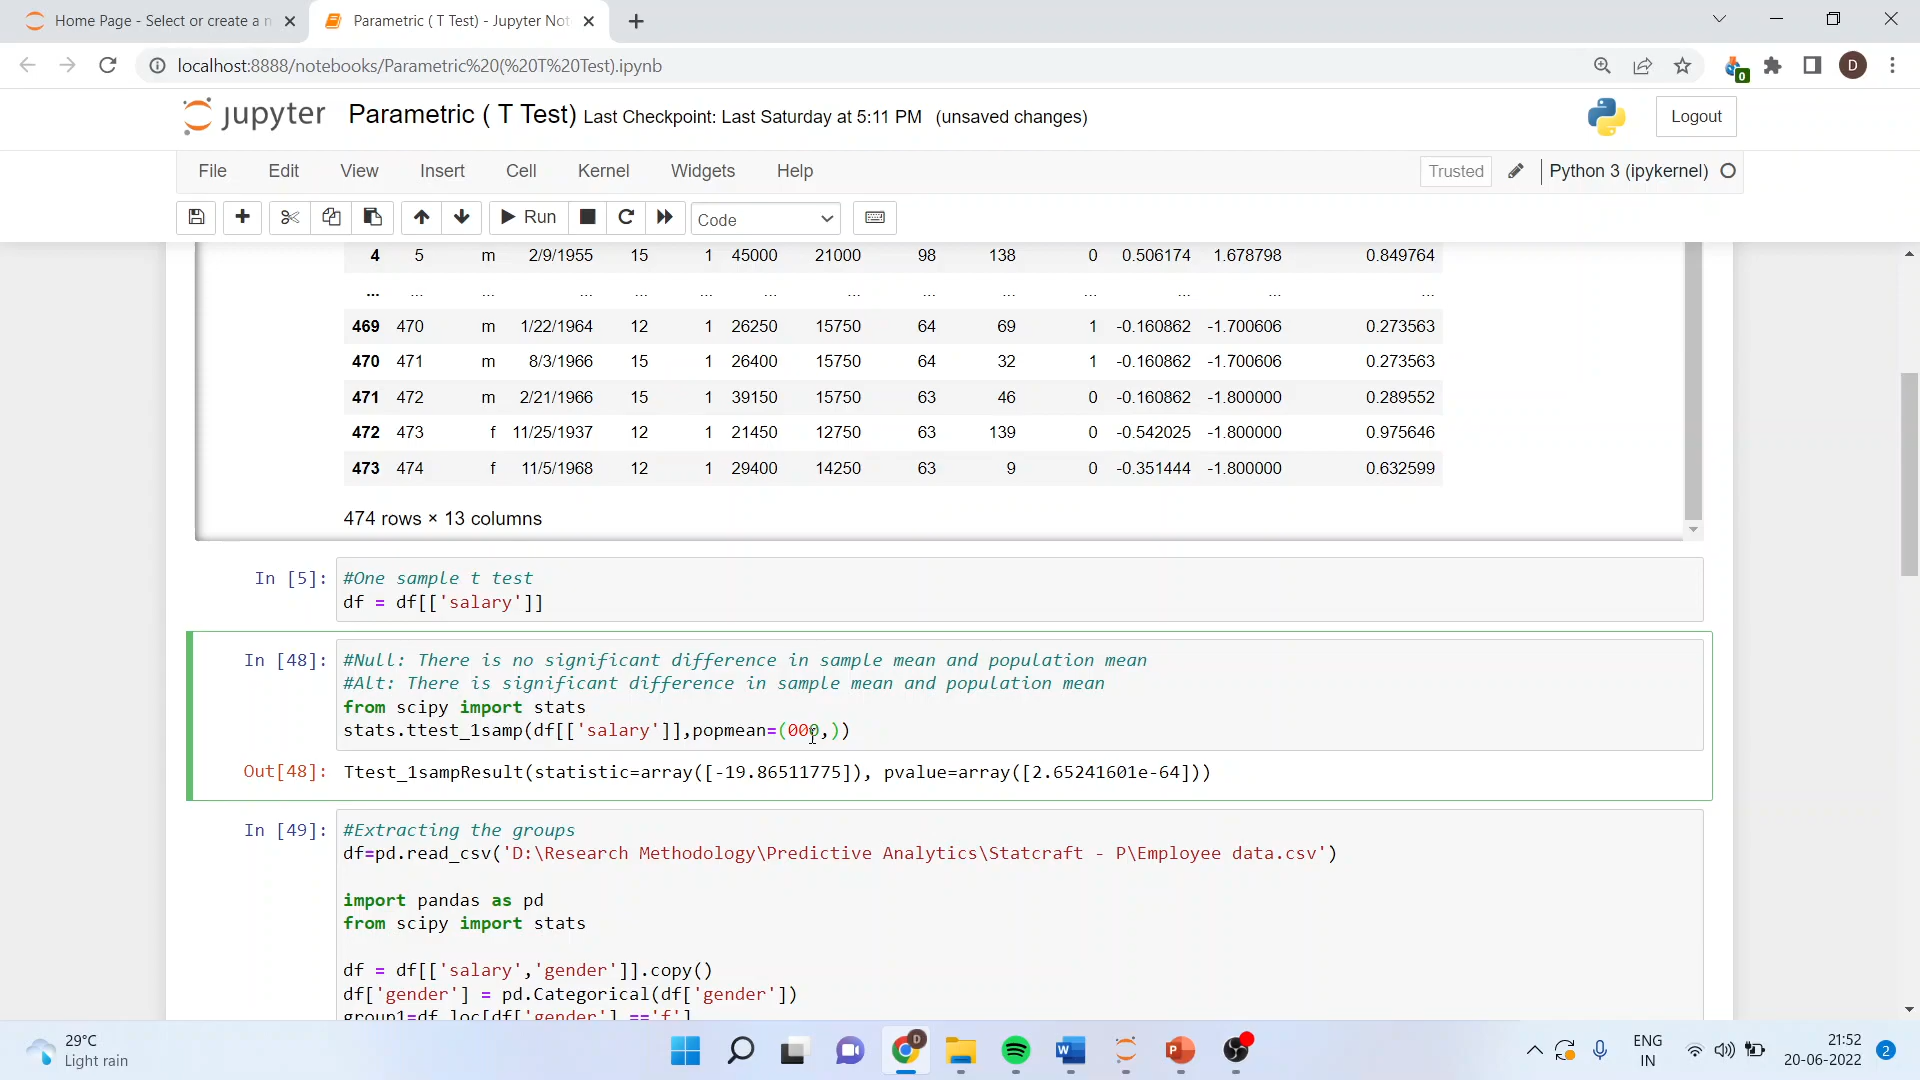 Home Page - Select or create a n
Parametric ( T Test) - Jupyter Not
localhost:8888/notebooks/Parametric%20(%20T%20Test).ipynb
0
D
jupyter Parametric ( T Test) Last Checkpoint: Last Saturday at 5:11 PM (unsaved changes)
Logout
File Edit View Insert Cell Kernel Widgets Help
Trusted
Python 3 (ipykernel)
Run
Code
4 5 m 2/9/1955 15 1 45000 21000 98 138 0 0.506174 1.678798 0.849764
... ... ... ... ... ... ... ... ... ... ... ... ... ...
469 470 m 1/22/1964 12 1 26250 15750 64 69 1 -0.160862 -1.700606 0.273563
470 471 m 8/3/1966 15 1 26400 15750 64 32 1 -0.160862 -1.700606 0.273563
471 472 m 2/21/1966 15 1 39150 15750 63 46 0 -0.160862 -1.800000 0.289552
472 473 f 11/25/1937 12 1 21450 12750 63 139 0 -0.542025 -1.800000 0.975646
473 474 f 11/5/1968 12 1 29400 14250 63 9 0 -0.351444 -1.800000 0.632599
474 rows × 13 columns
In [5]: #One sample t test
df = df[['salary']]
In [48]: #Null: There is no significant difference in sample mean and population mean
#Alt: There is significant difference in sample mean and population mean
from scipy import stats
stats.ttest_1samp(df[['salary']],popmean=(000,))
Out[48]: Ttest_1sampResult(statistic=array([-19.86511775]), pvalue=array([2.65241601e-64]))
In [49]: #Extracting the groups
df=pd.read_csv('D:\Research Methodology\Predictive Analytics\Statcraft - P\Employee data.csv')
import pandas as pd
from scipy import stats
df = df[['salary','gender']].copy()
df['gender'] = pd.Categorical(df['gender'])
group1=df.loc[df['gender'] =='f']
29°C
Light rain
D
ENG
IN
21:52
20-06-2022
2